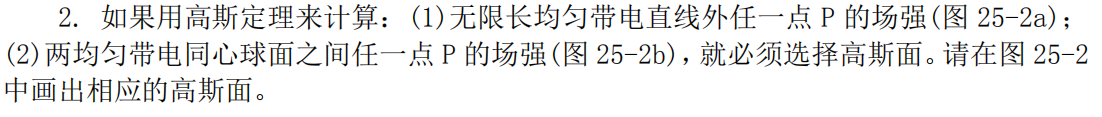 2. 如果用高斯定理来计算：(1)无限长均匀带电直线外任一点 P 的场强(图 25-2a)；
(2)两均匀带电同心球面之间任一点 P 的场强(图 25-2b)，就必须选择高斯面。请在图 25-2
中画出相应的高斯面。